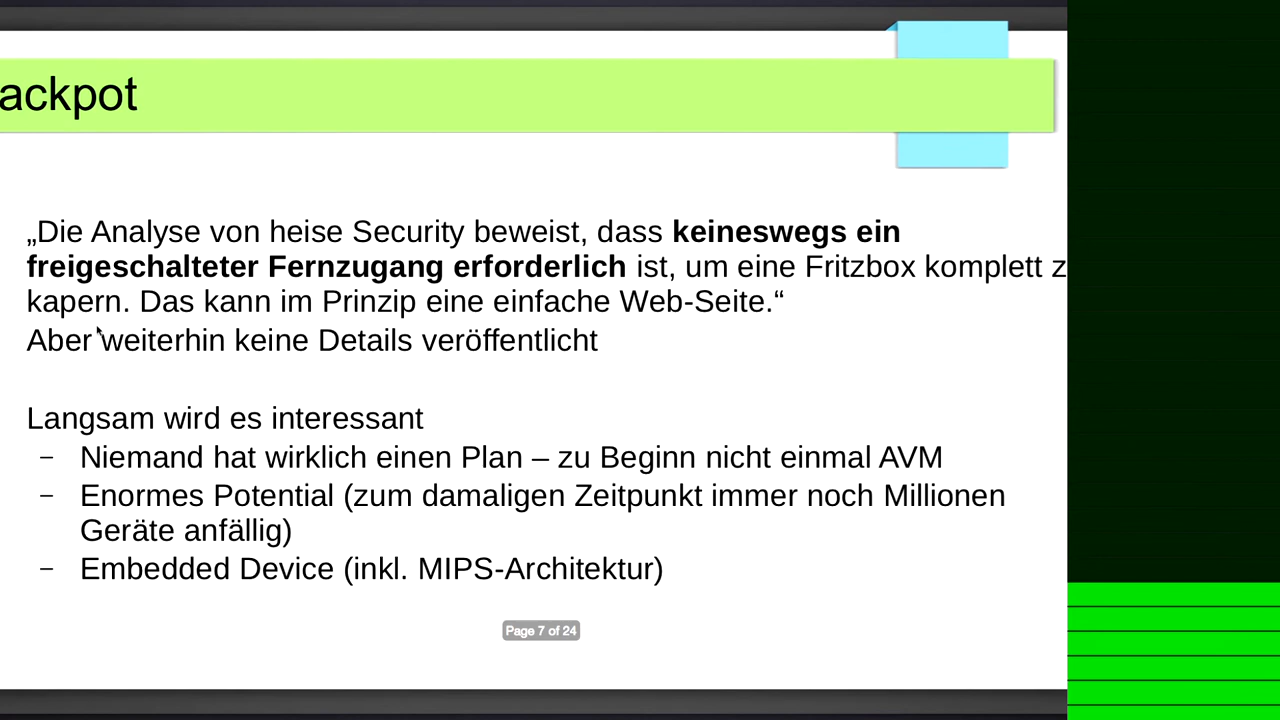 ackpot
„Die Analyse von heise Security beweist, dass keineswegs ein
freigeschalteter Fernzugang erforderlich ist, um eine Fritzbox komplett z
kapern. Das kann im Prinzip eine einfache Web-Seite.“
Aber weiterhin keine Details veröffentlicht
Langsam wird es interessant
– Niemand hat wirklich einen Plan – zu Beginn nicht einmal AVM
– Enormes Potential (zum damaligen Zeitpunkt immer noch Millionen
Geräte anfällig)
– Embedded Device (inkl. MIPS-Architektur)
Page 7 of 24